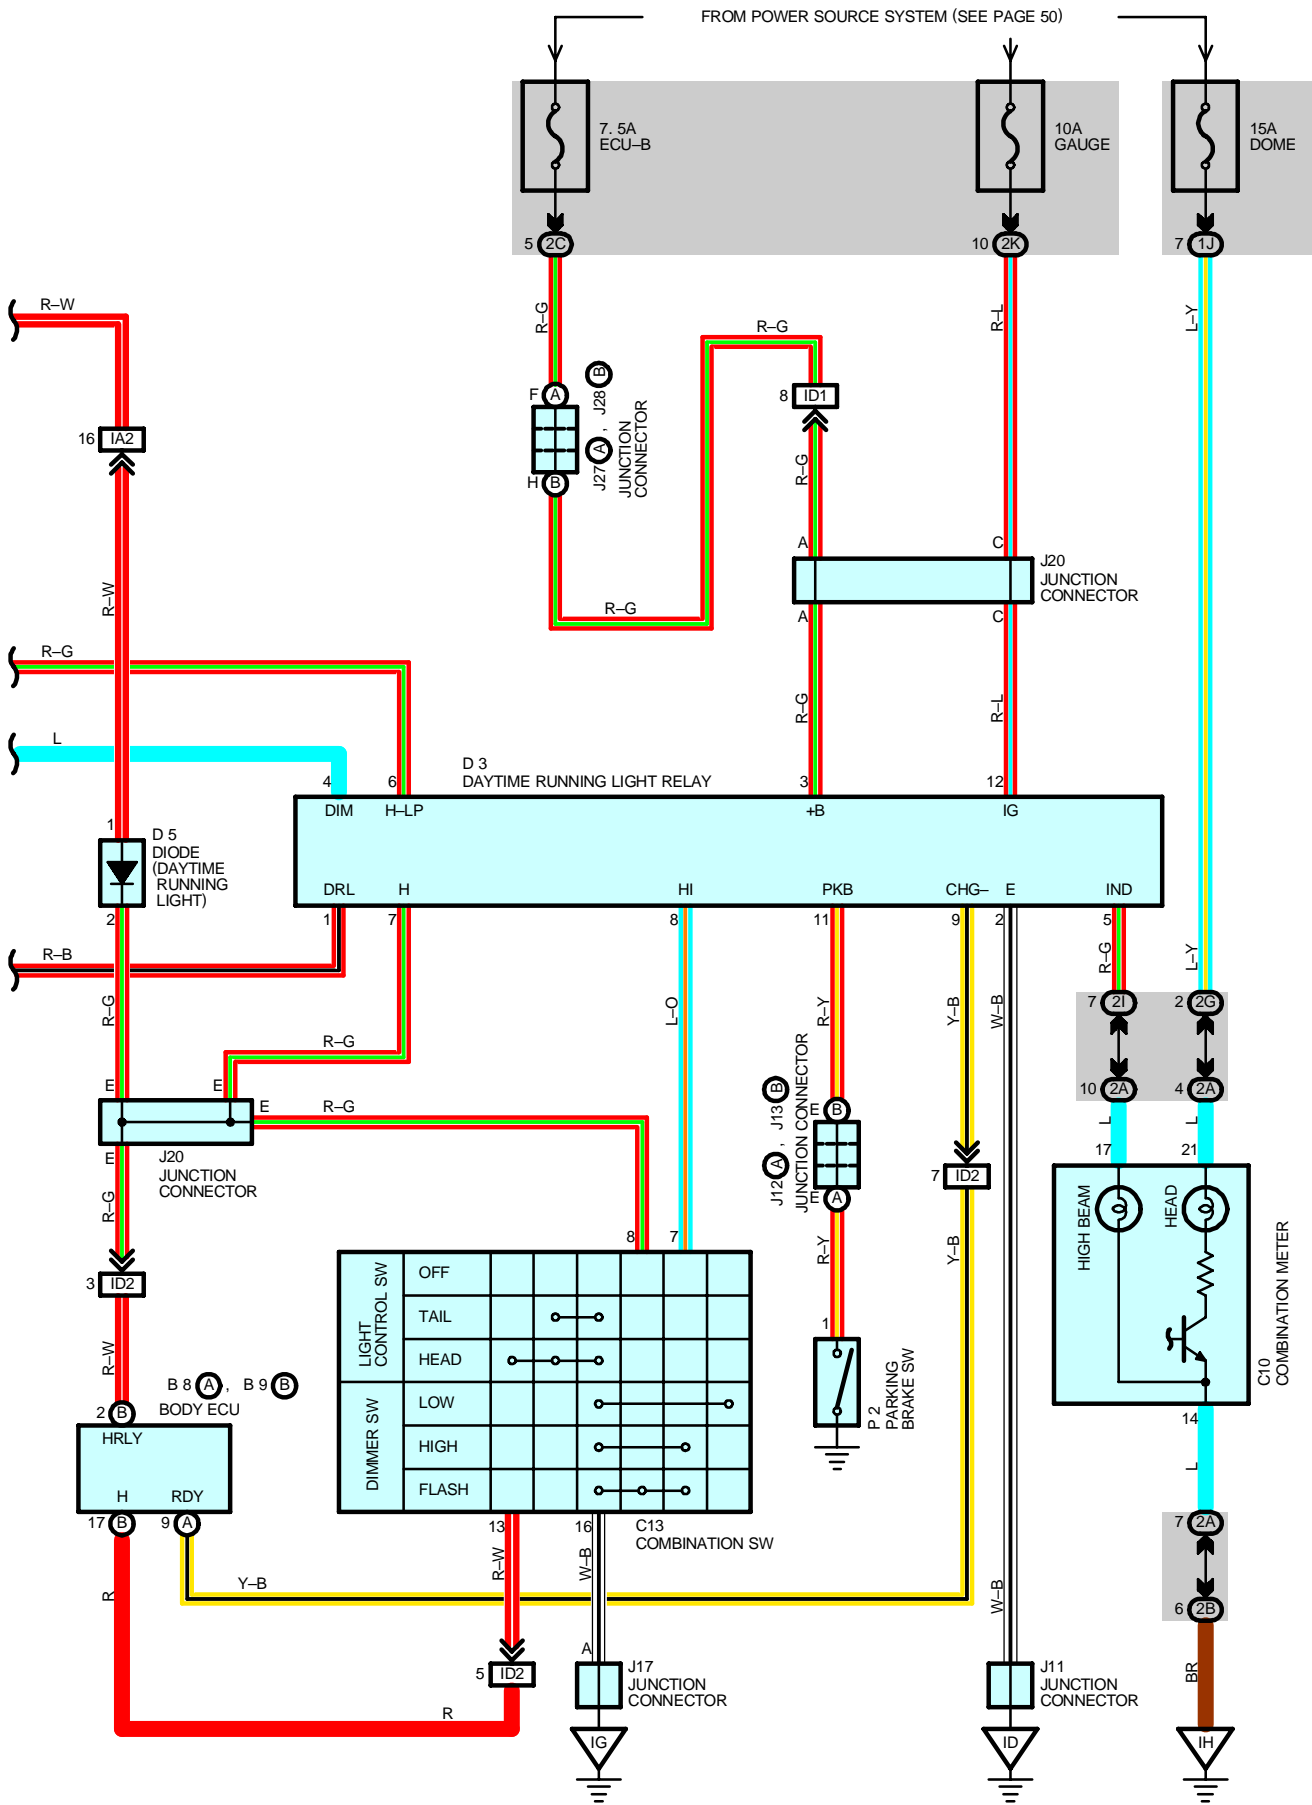 FROM POWER SOURCE SYSTEM (SEE PAGE 50)
7. 5A
ECU–B
10A
GAUGE
15A
DOME
5 2C
10 2K
7 1J
R–W
R–G
R–L
L–Y
R–G
16 IA2
F A
J27 A , J28 B
JUNCTION
CONNECTOR
H B
8 ID1
R–G
R–W
R–G
A
C
J20
JUNCTION
CONNECTOR
A
C
R–G
R–G
R–L
L
D 3
DAYTIME RUNNING LIGHT RELAY
4
6
3
12
DIM
H–LP
+B
IG
1
D 5
DIODE
(DAYTIME
RUNNING
LIGHT)
2
DRL
H
HI
PKB
CHG–
E
IND
1
7
8
11
9
2
5
R–B
R–G
R–G
L–O
R–Y
Y–B
W–B
R–G
L–Y
7 2I
2 2G
10 2A
4 2A
E
E
E
R–G
J20
JUNCTION
CONNECTOR
E
R–G
J12 A , J13 B
JUNCTION CONNECTOR
E B
E A
7 ID2
L
L
17
21
HIGH BEAM
HEAD
C10
COMBINATION METER
14
3 ID2
R–W
8
7
R–Y
Y–B
1
P 2
PARKING
BRAKE SW
B 8 A , B 9 B
BODY ECU
2 B
HRLY
H
RDY
17 B
9 A
LIGHT
CONTROL SW
OFF
TAIL
HEAD
DIMMER SW
LOW
HIGH
FLASH
13
16
C13
COMBINATION SW
R–W
W–B
Y–B
R
W–B
L
7 2A
6 2B
BR
5 ID2
R
A
J17
JUNCTION
CONNECTOR
J11
JUNCTION
CONNECTOR
IG
ID
IH